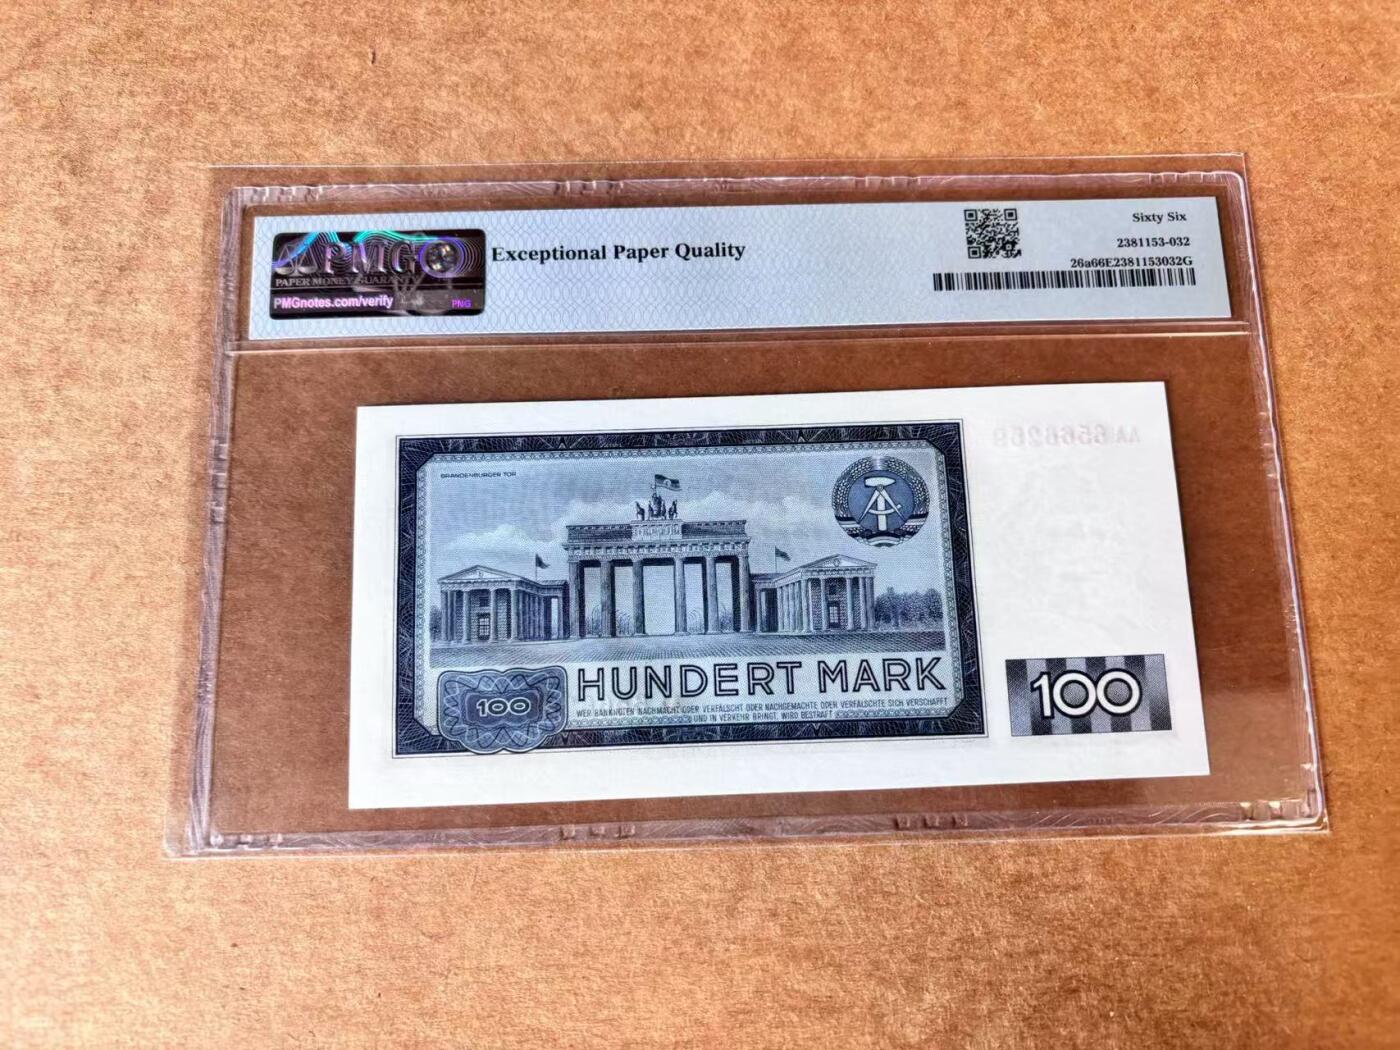 PMG
PAPER MONEY GUARANTY
PMGnotes.com/verify
PNG
Exceptional Paper Quality
Sixty Six
2381153-032
26a66E2381153032G
BRANDENBURGER TOR
HUNDERT MARK
100
WER BANKNOTEN NACHMACHT ODER VERFÄLSCHT ODER NACHGEMACHTE ODER VERFÄLSCHTE SICH VERSCHAFFT
UND IN VERKEHR BRINGT, WIRD BESTRAFT
100